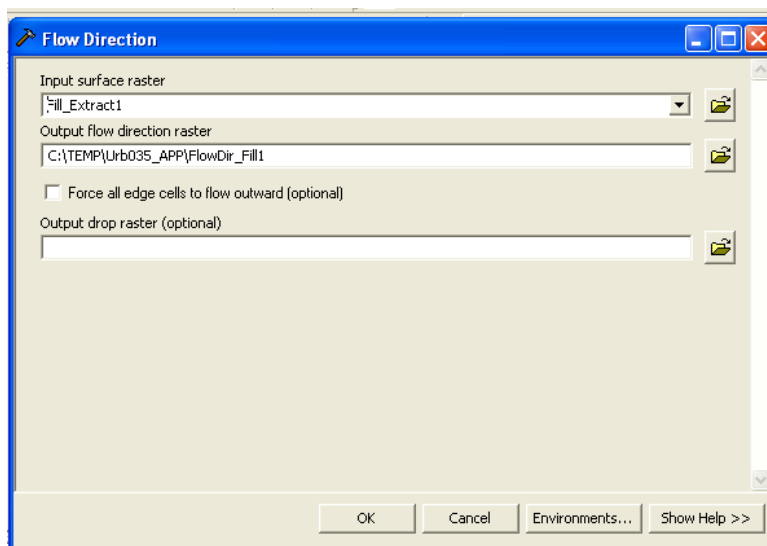 Flow Direction
Input surface raster
Fill_Extract1
Output flow direction raster
C:\TEMP\Urb035_APP\FlowDir_Fill1
Force all edge cells to flow outward (optional)
Output drop raster (optional)
OK Cancel Environments... Show Help >>